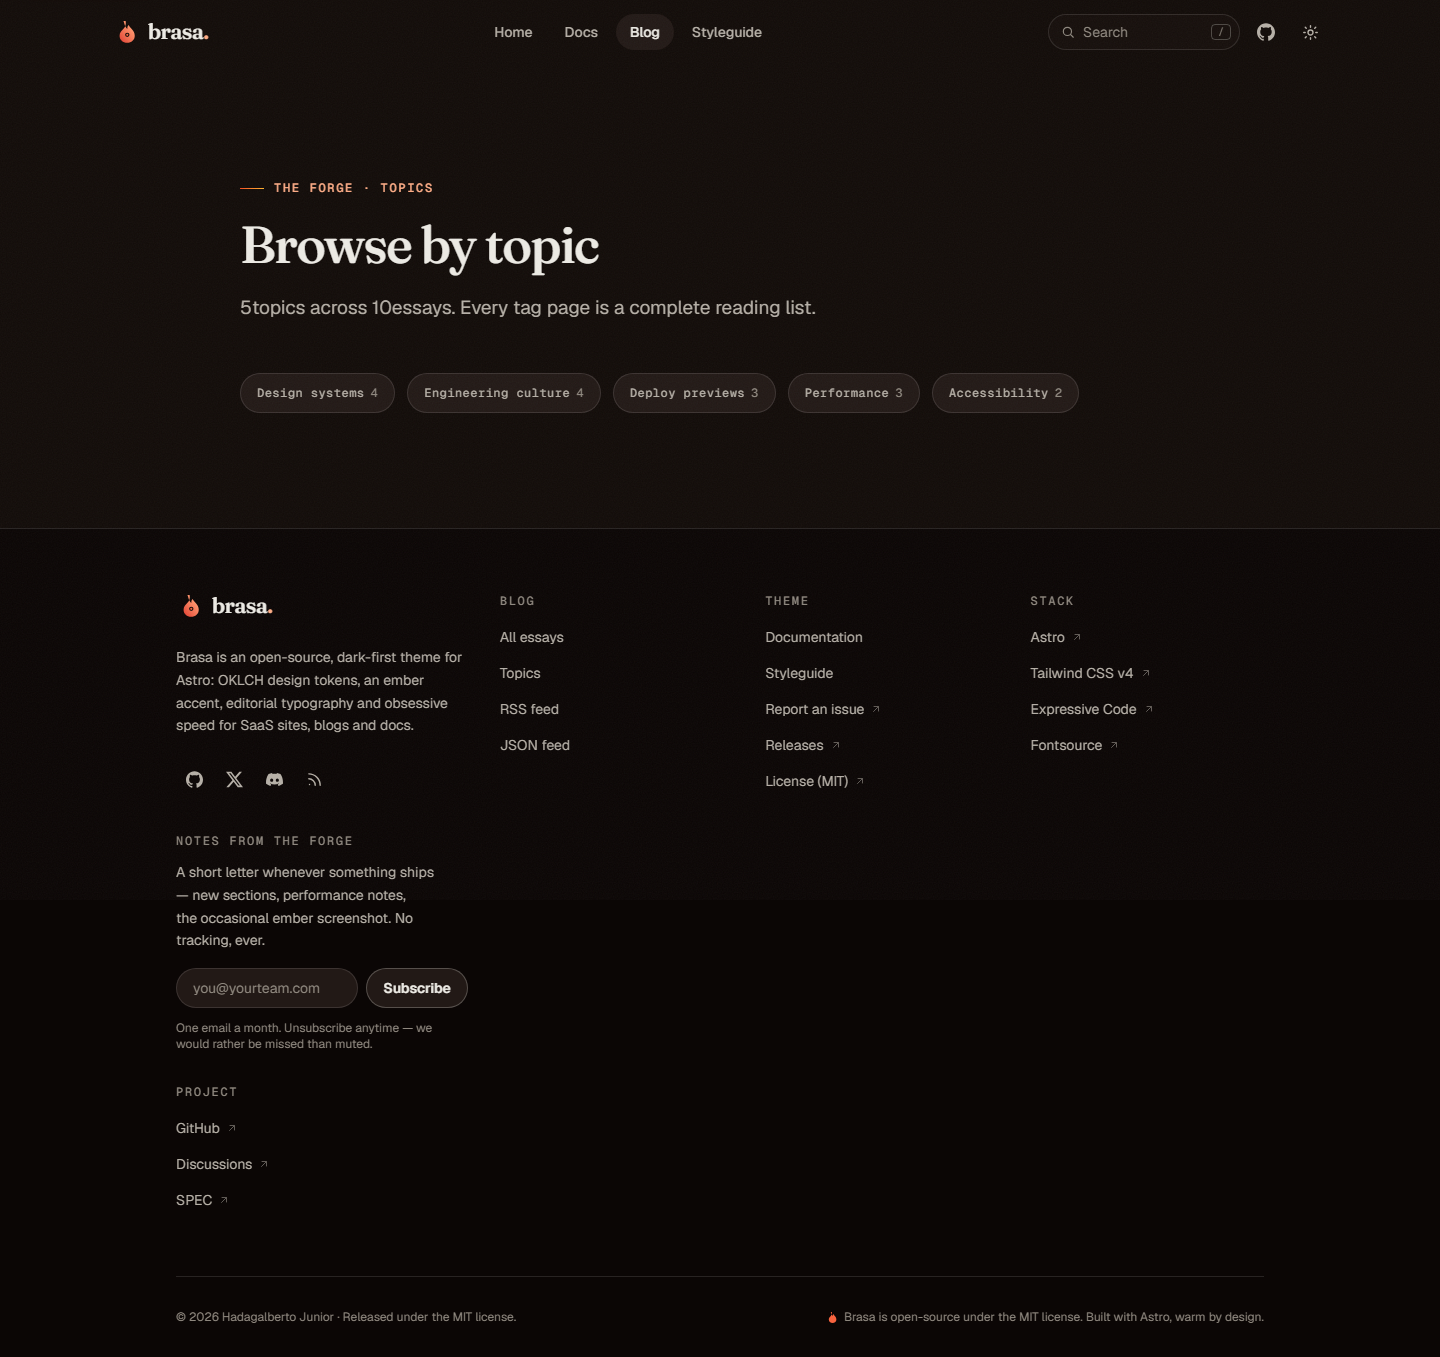 brasa.
Home Docs Blog Styleguide
Search /
THE FORGE · TOPICS
Browse by topic
5topics across 10essays. Every tag page is a complete reading list.
Design systems 4 Engineering culture 4 Deploy previews 3 Performance 3 Accessibility 2
brasa.
Brasa is an open-source, dark-first theme for
Astro: OKLCH design tokens, an ember
accent, editorial typography and obsessive
speed for SaaS sites, blogs and docs.
BLOG
All essays
Topics
RSS feed
JSON feed
THEME
Documentation
Styleguide
Report an issue
Releases
License (MIT)
STACK
Astro
Tailwind CSS v4
Expressive Code
Fontsource
NOTES FROM THE FORGE
A short letter whenever something ships
— new sections, performance notes,
the occasional ember screenshot. No
tracking, ever.
you@yourteam.com Subscribe
One email a month. Unsubscribe anytime — we
would rather be missed than muted.
PROJECT
GitHub
Discussions
SPEC
© 2026 Hadagalberto Junior · Released under the MIT license.
Brasa is open-source under the MIT license. Built with Astro, warm by design.